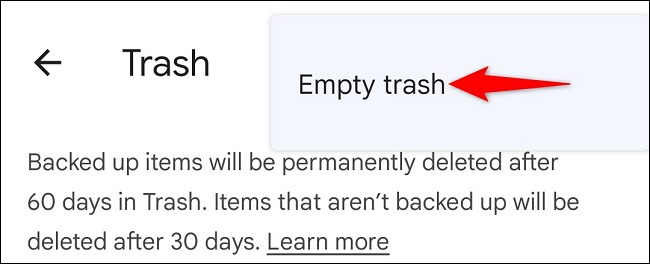 Trash
Empty trash
Backed up items will be permanently deleted after
60 days in Trash. Items that aren’t backed up will be
deleted after 30 days. Learn more